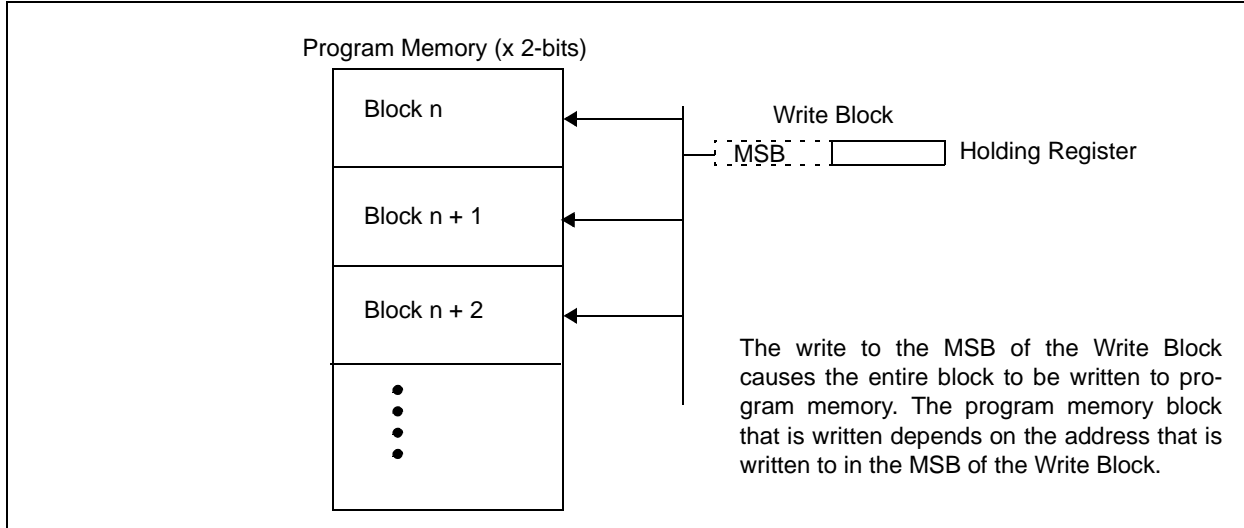 Program Memory (x 2-bits)
Block n
Write Block
MSB
Holding Register
Block n + 1
Block n + 2
The write to the MSB of the Write Block
causes the entire block to be written to pro-
gram memory. The program memory block
that is written depends on the address that is
written to in the MSB of the Write Block.